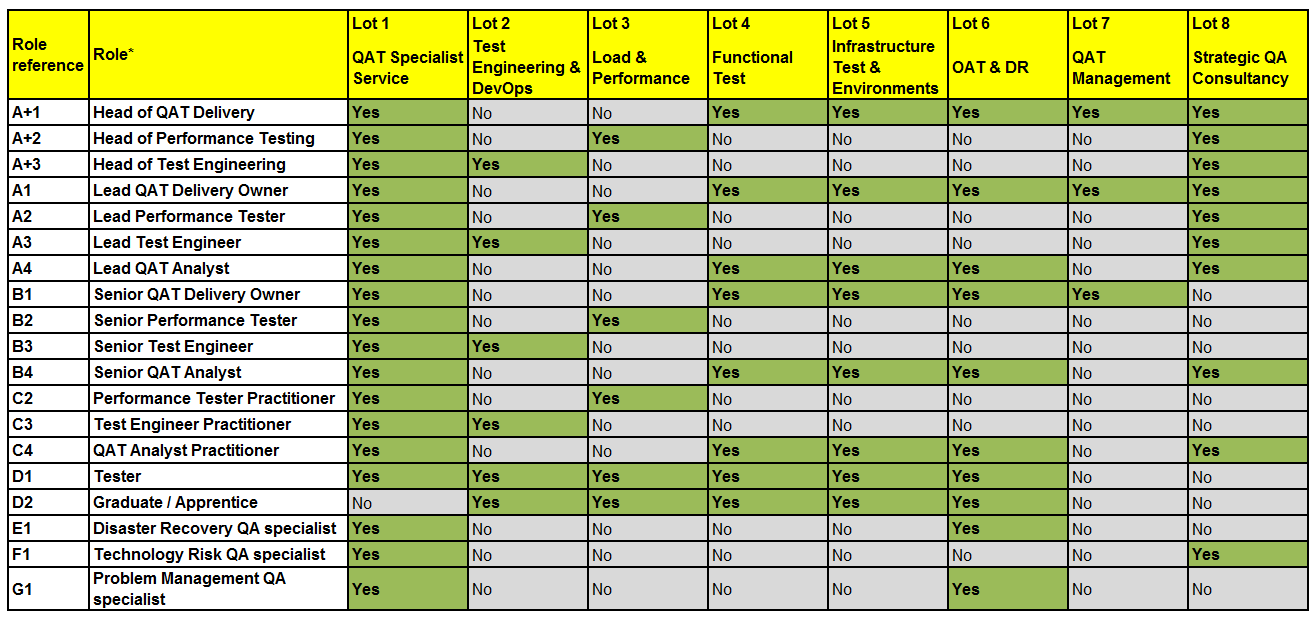 Role reference Role* Lot 1 QAT Specialist Service Lot 2 Test Engineering & DevOps Lot 3 Load & Performance Lot 4 Functional Test Lot 5 Infrastructure Test & Environments Lot 6 OAT & DR Lot 7 QAT Management Lot 8 Strategic QA Consultancy
A+1 Head of QAT Delivery Yes No No Yes Yes Yes Yes Yes
A+2 Head of Performance Testing Yes No Yes No No No No Yes
A+3 Head of Test Engineering Yes Yes No No No No No Yes
A1 Lead QAT Delivery Owner Yes No No Yes Yes Yes Yes Yes
A2 Lead Performance Tester Yes No Yes No No No No Yes
A3 Lead Test Engineer Yes Yes No No No No No Yes
A4 Lead QAT Analyst Yes No No Yes Yes Yes No Yes
B1 Senior QAT Delivery Owner Yes No No Yes Yes Yes Yes No
B2 Senior Performance Tester Yes No Yes No No No No No
B3 Senior Test Engineer Yes Yes No No No No No No
B4 Senior QAT Analyst Yes No No Yes Yes Yes No Yes
C2 Performance Tester Practitioner Yes No Yes No No No No No
C3 Test Engineer Practitioner Yes Yes No No No No No No
C4 QAT Analyst Practitioner Yes No No Yes Yes Yes No Yes
D1 Tester Yes Yes Yes Yes Yes Yes No No
D2 Graduate / Apprentice No Yes Yes Yes Yes Yes No No
E1 Disaster Recovery QA specialist Yes No No No No Yes No No
F1 Technology Risk QA specialist Yes No No No No No No Yes
G1 Problem Management QA specialist Yes No No No No Yes No No